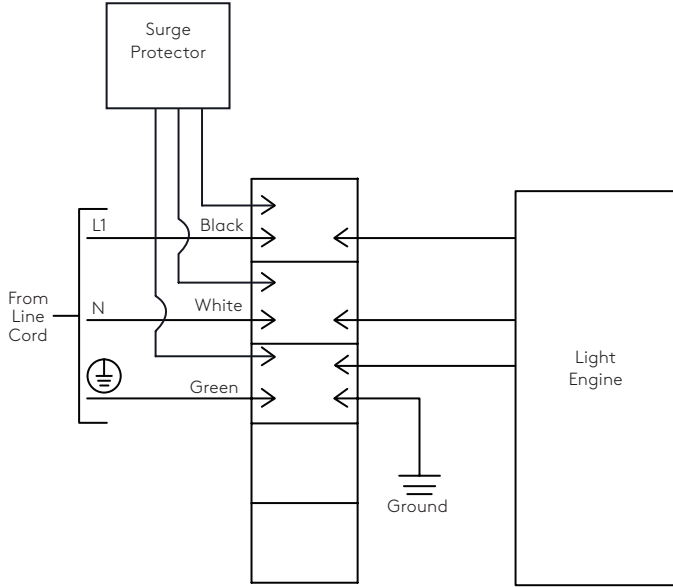 Surge
Protector
L1
Black
From
Line
Cord
N
White
Green
Light
Engine
Ground